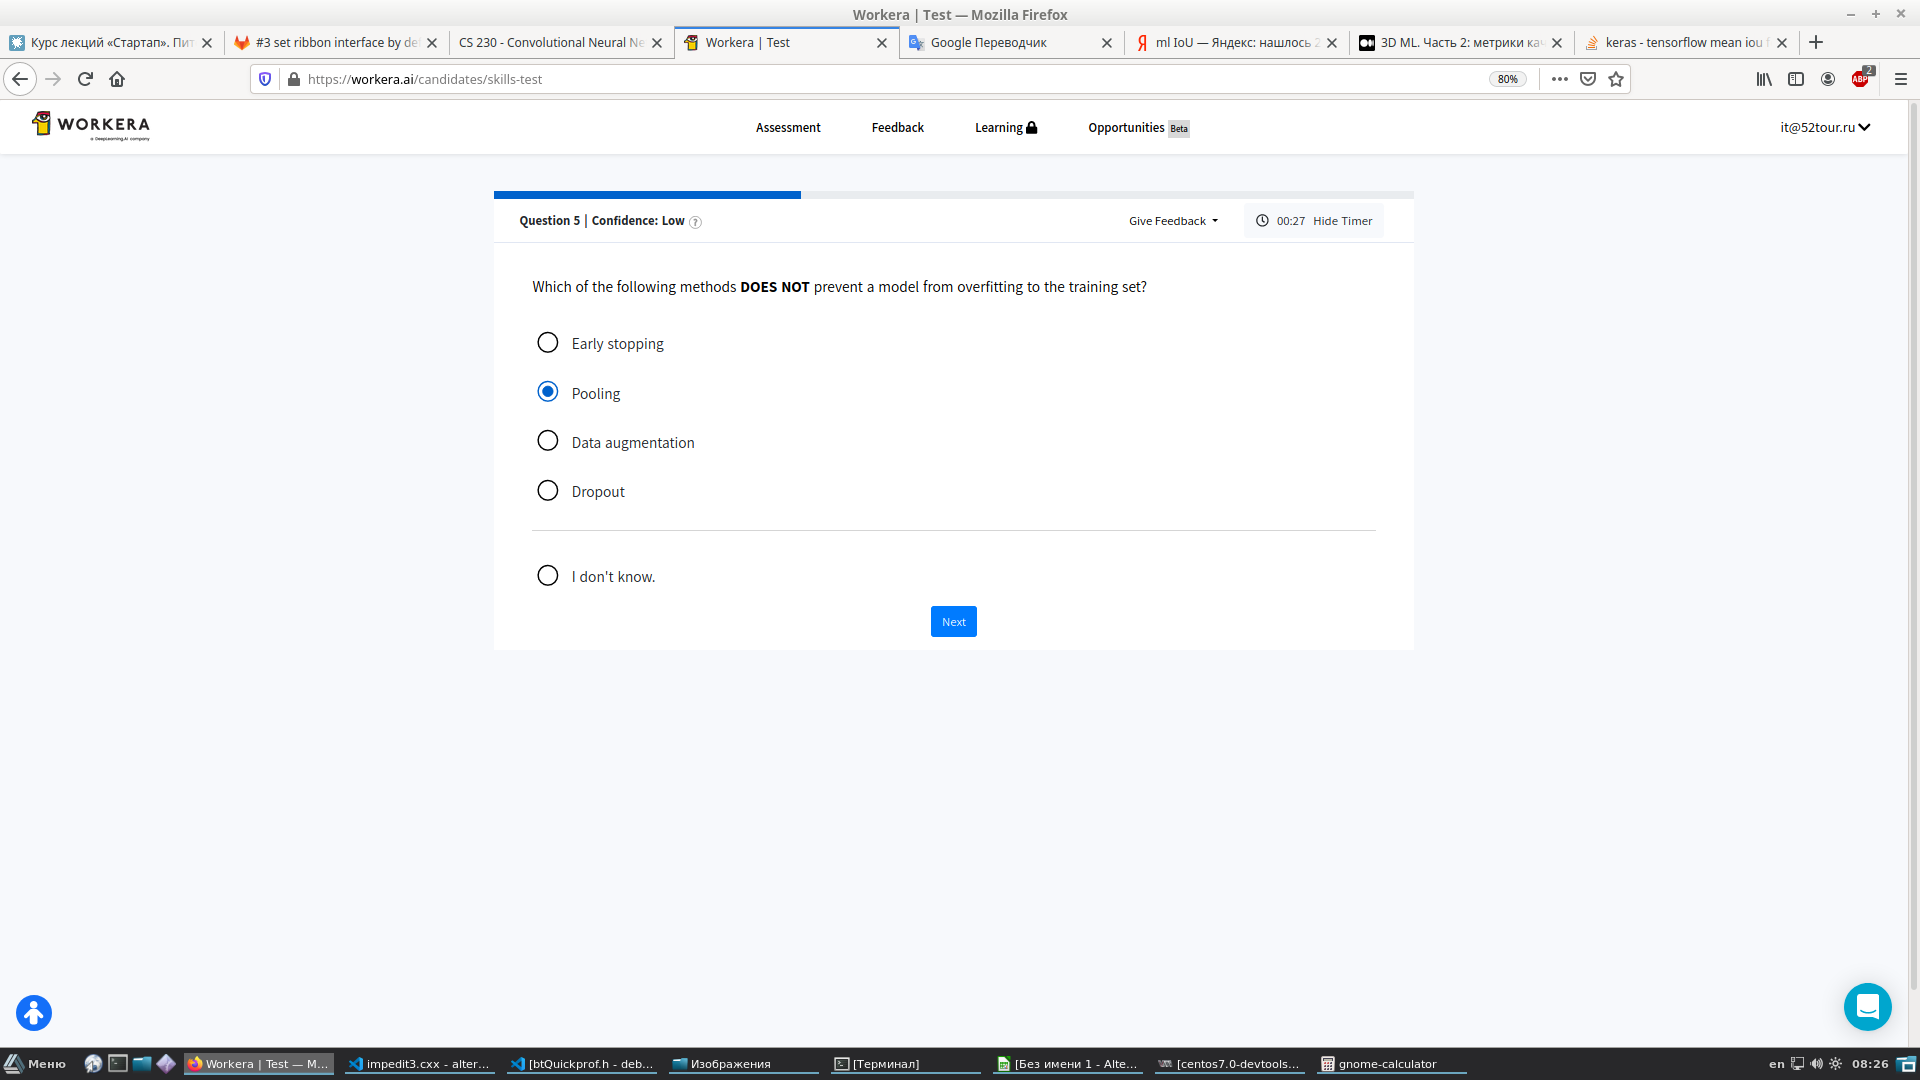 Workera | Test — Mozilla Firefox
Курс лекций «Стартап». Пит
#3 set ribbon interface by de
CS 230 - Convolutional Neural Ne
Workera | Test
Google Переводчик
ml IoU — Яндекс: нашлось 2
3D ML. Часть 2: метрики кач
keras - tensorflow mean iou f
https://workera.ai/candidates/skills-test
80%
ABP
2
WORKERA
a DeepLearning.AI company
Assessment
Feedback
Learning
Opportunities Beta
it@52tour.ru
Question 5 | Confidence: Low ?
Give Feedback
00:27 Hide Timer
Which of the following methods DOES NOT prevent a model from overfitting to the training set?
Early stopping
Pooling
Data augmentation
Dropout
I don't know.
Next
Меню
Workera | Test — M...
impedit3.cxx - alter...
[btQuickprof.h - deb...
Изображения
[Терминал]
[Без имени 1 - Alte...
[centos7.0-devtools...
gnome-calculator
en
08:26